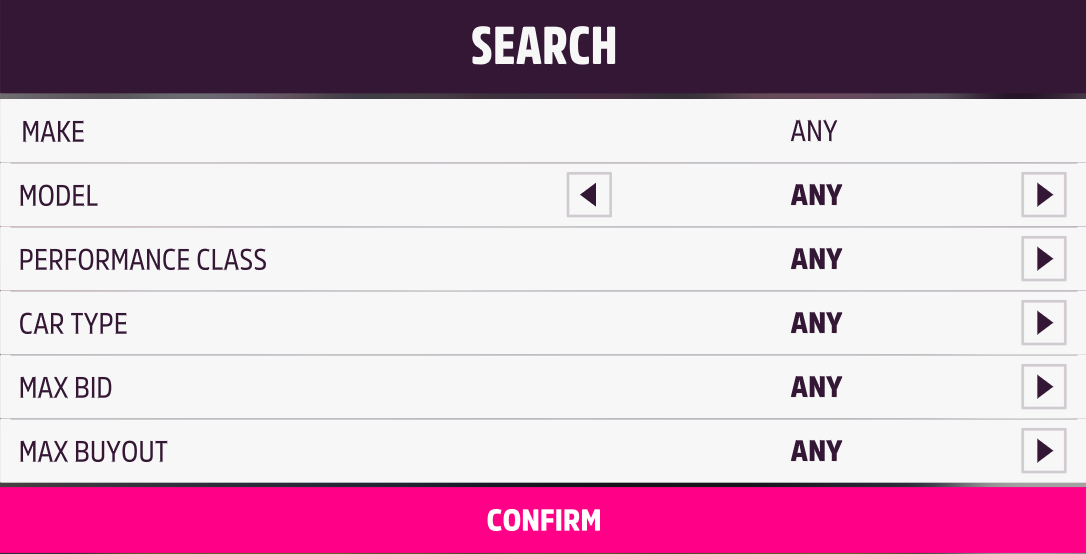 SEARCH
MAKE ANY
MODEL ANY
PERFORMANCE CLASS ANY
CAR TYPE ANY
MAX BID ANY
MAX BUYOUT ANY
CONFIRM